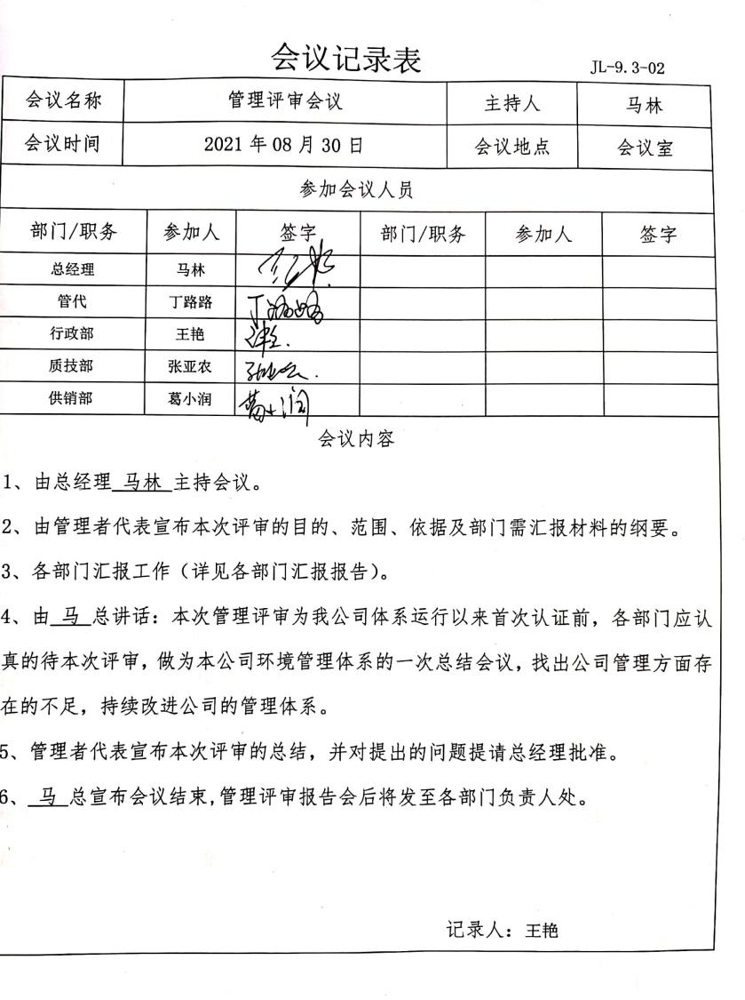 会议记录表
JL-9.3-02
会议名称 管理评审会议 主持人 马林
会议时间 2021 年 08 月 30 日 会议地点 会议室
参加会议人员
部门/职务 参加人 签字 部门/职务 参加人 签字
总经理 马林
管代 丁路路 丁路路
行政部 王艳
质技部 张亚农
供销部 葛小润 葛小润
会议内容
1、由总经理 马林 主持会议。
2、由管理者代表宣布本次评审的目的、范围、依据及部门需汇报材料的纲要。
3、各部门汇报工作（详见各部门汇报报告）。
4、由 马 总讲话：本次管理评审为我公司体系运行以来首次认证前，各部门应认
真的待本次评审，做为本公司环境管理体系的一次总结会议，找出公司管理方面存
在的不足，持续改进公司的管理体系。
5、管理者代表宣布本次评审的总结，并对提出的问题提请总经理批准。
6、 马 总宣布会议结束,管理评审报告会后将发至各部门负责人处。
记录人：王艳